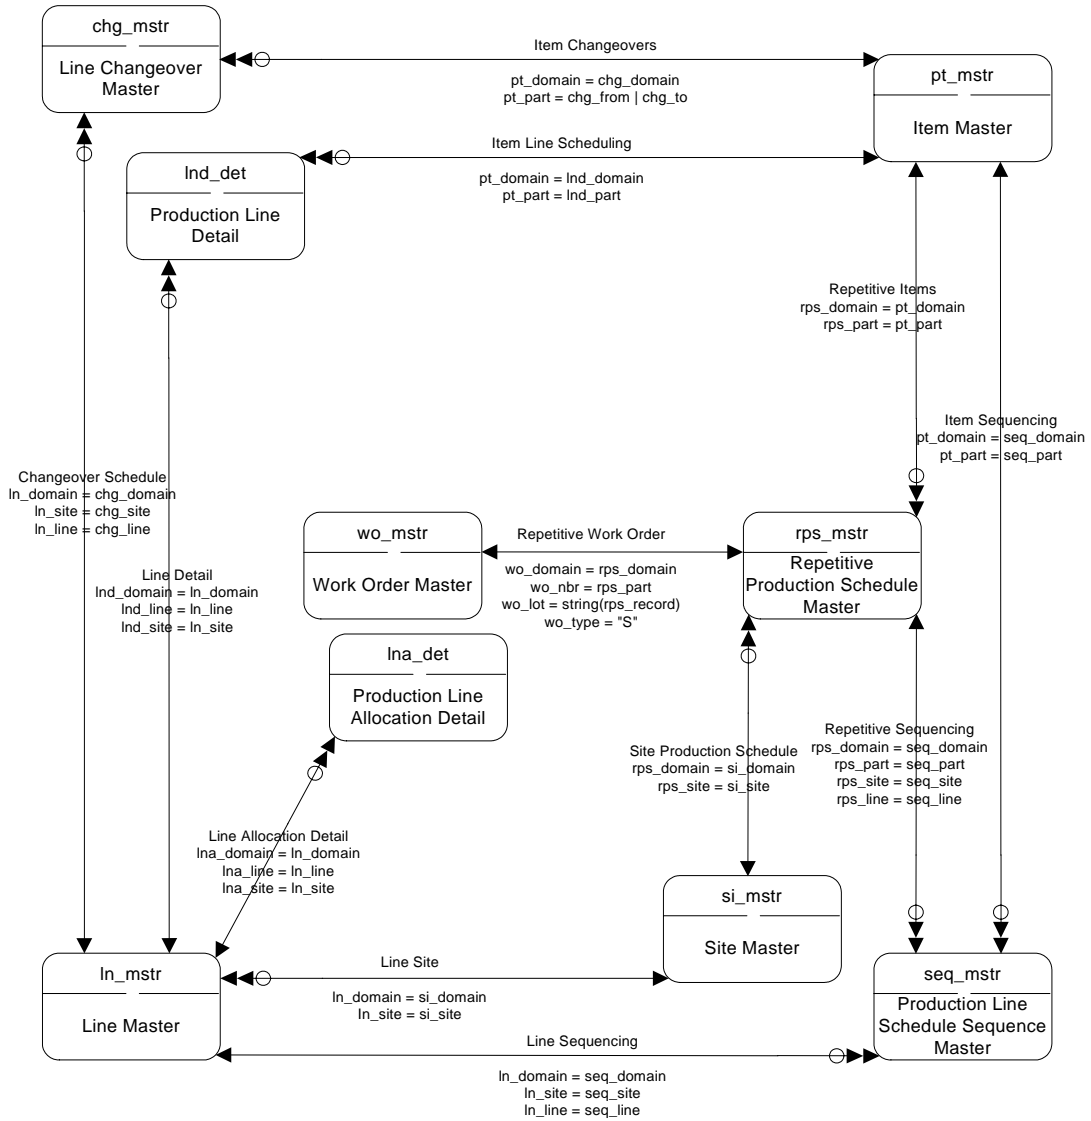 chg_mstr
Line Changeover
Master
Item Changeovers
pt_domain = chg_domain
pt_part = chg_from | chg_to
pt_mstr
Item Master
Item Line Scheduling
pt_domain = lnd_domain
pt_part = lnd_part
lnd_det
Production Line
Detail
Repetitive Items
rps_domain = pt_domain
rps_part = pt_part
Item Sequencing
pt_domain = seq_domain
pt_part = seq_part
Changeover Schedule
ln_domain = chg_domain
ln_site = chg_site
ln_line = chg_line
Line Detail
lnd_domain = ln_domain
lnd_line = ln_line
lnd_site = ln_site
wo_mstr
Work Order Master
Repetitive Work Order
wo_domain = rps_domain
wo_nbr = rps_part
wo_lot = string(rps_record)
wo_type = "S"
rps_mstr
Repetitive
Production Schedule
Master
lna_det
Production Line
Allocation Detail
Site Production Schedule
rps_domain = si_domain
rps_site = si_site
Repetitive Sequencing
rps_domain = seq_domain
rps_part = seq_part
rps_site = seq_site
rps_line = seq_line
Line Allocation Detail
lna_domain = ln_domain
lna_line = ln_line
lna_site = ln_site
si_mstr
Site Master
ln_mstr
Line Master
Line Site
ln_domain = si_domain
ln_site = si_site
seq_mstr
Production Line
Schedule Sequence
Master
Line Sequencing
ln_domain = seq_domain
ln_site = seq_site
ln_line = seq_line